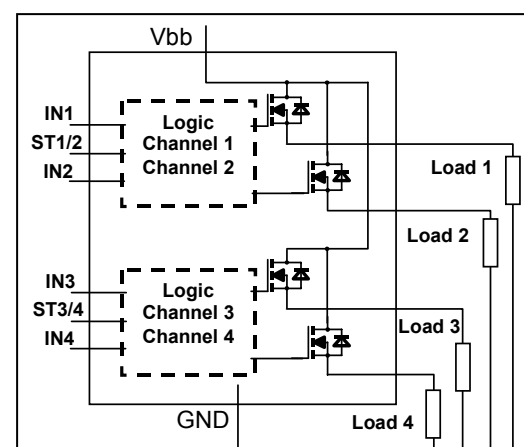 Vbb
IN1
ST1/2
IN2
Logic
Channel 1
Channel 2
Load 1
Load 2
IN3
ST3/4
IN4
Logic
Channel 3
Channel 4
Load 3
GND
Load 4